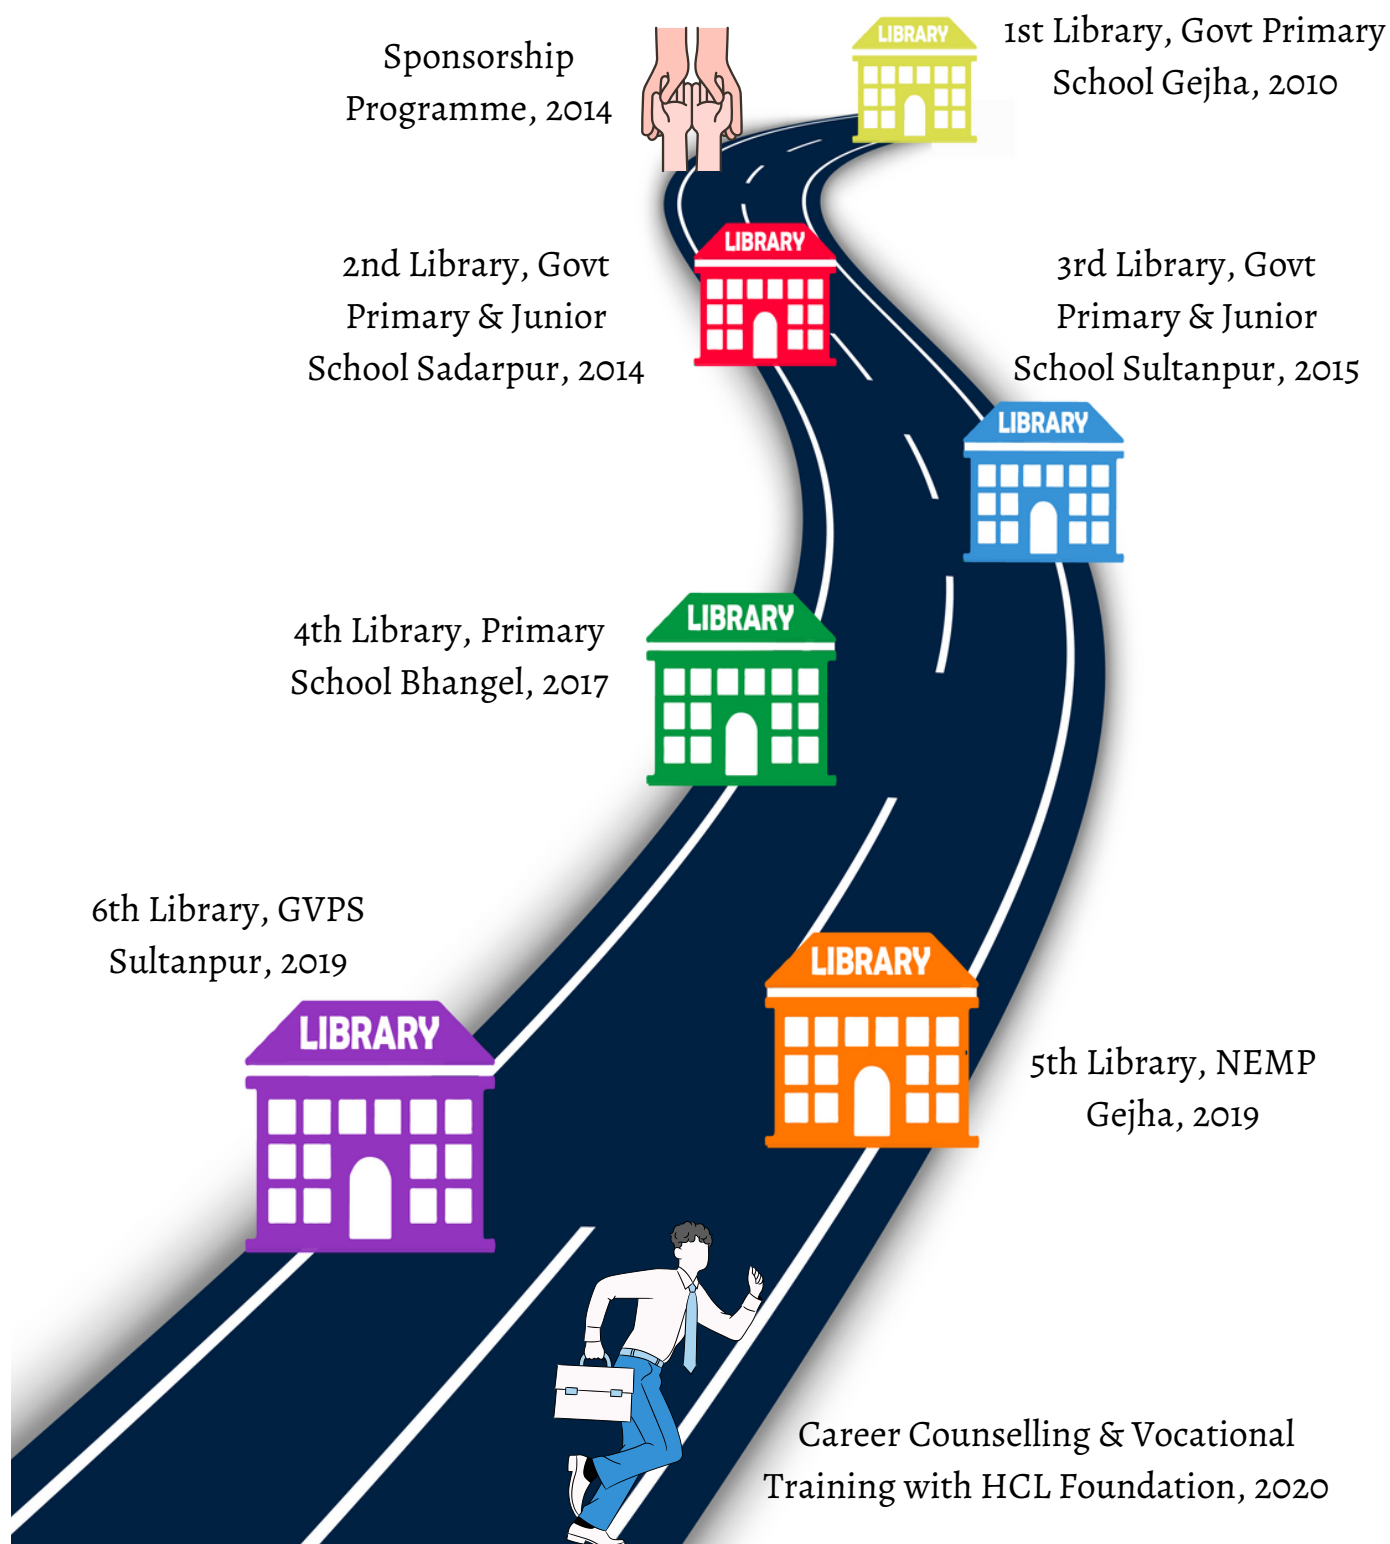 LIBRARY
1st Library, Govt Primary
School Gejha, 2010
Sponsorship
Programme, 2014
LIBRARY
2nd Library, Govt
Primary & Junior
School Sadarpur, 2014
3rd Library, Govt
Primary & Junior
School Sultanpur, 2015
LIBRARY
LIBRARY
4th Library, Primary
School Bhangel, 2017
LIBRARY
5th Library, NEMP
Gejha, 2019
6th Library, GVPS
Sultanpur, 2019
LIBRARY
Career Counselling & Vocational
Training with HCL Foundation, 2020